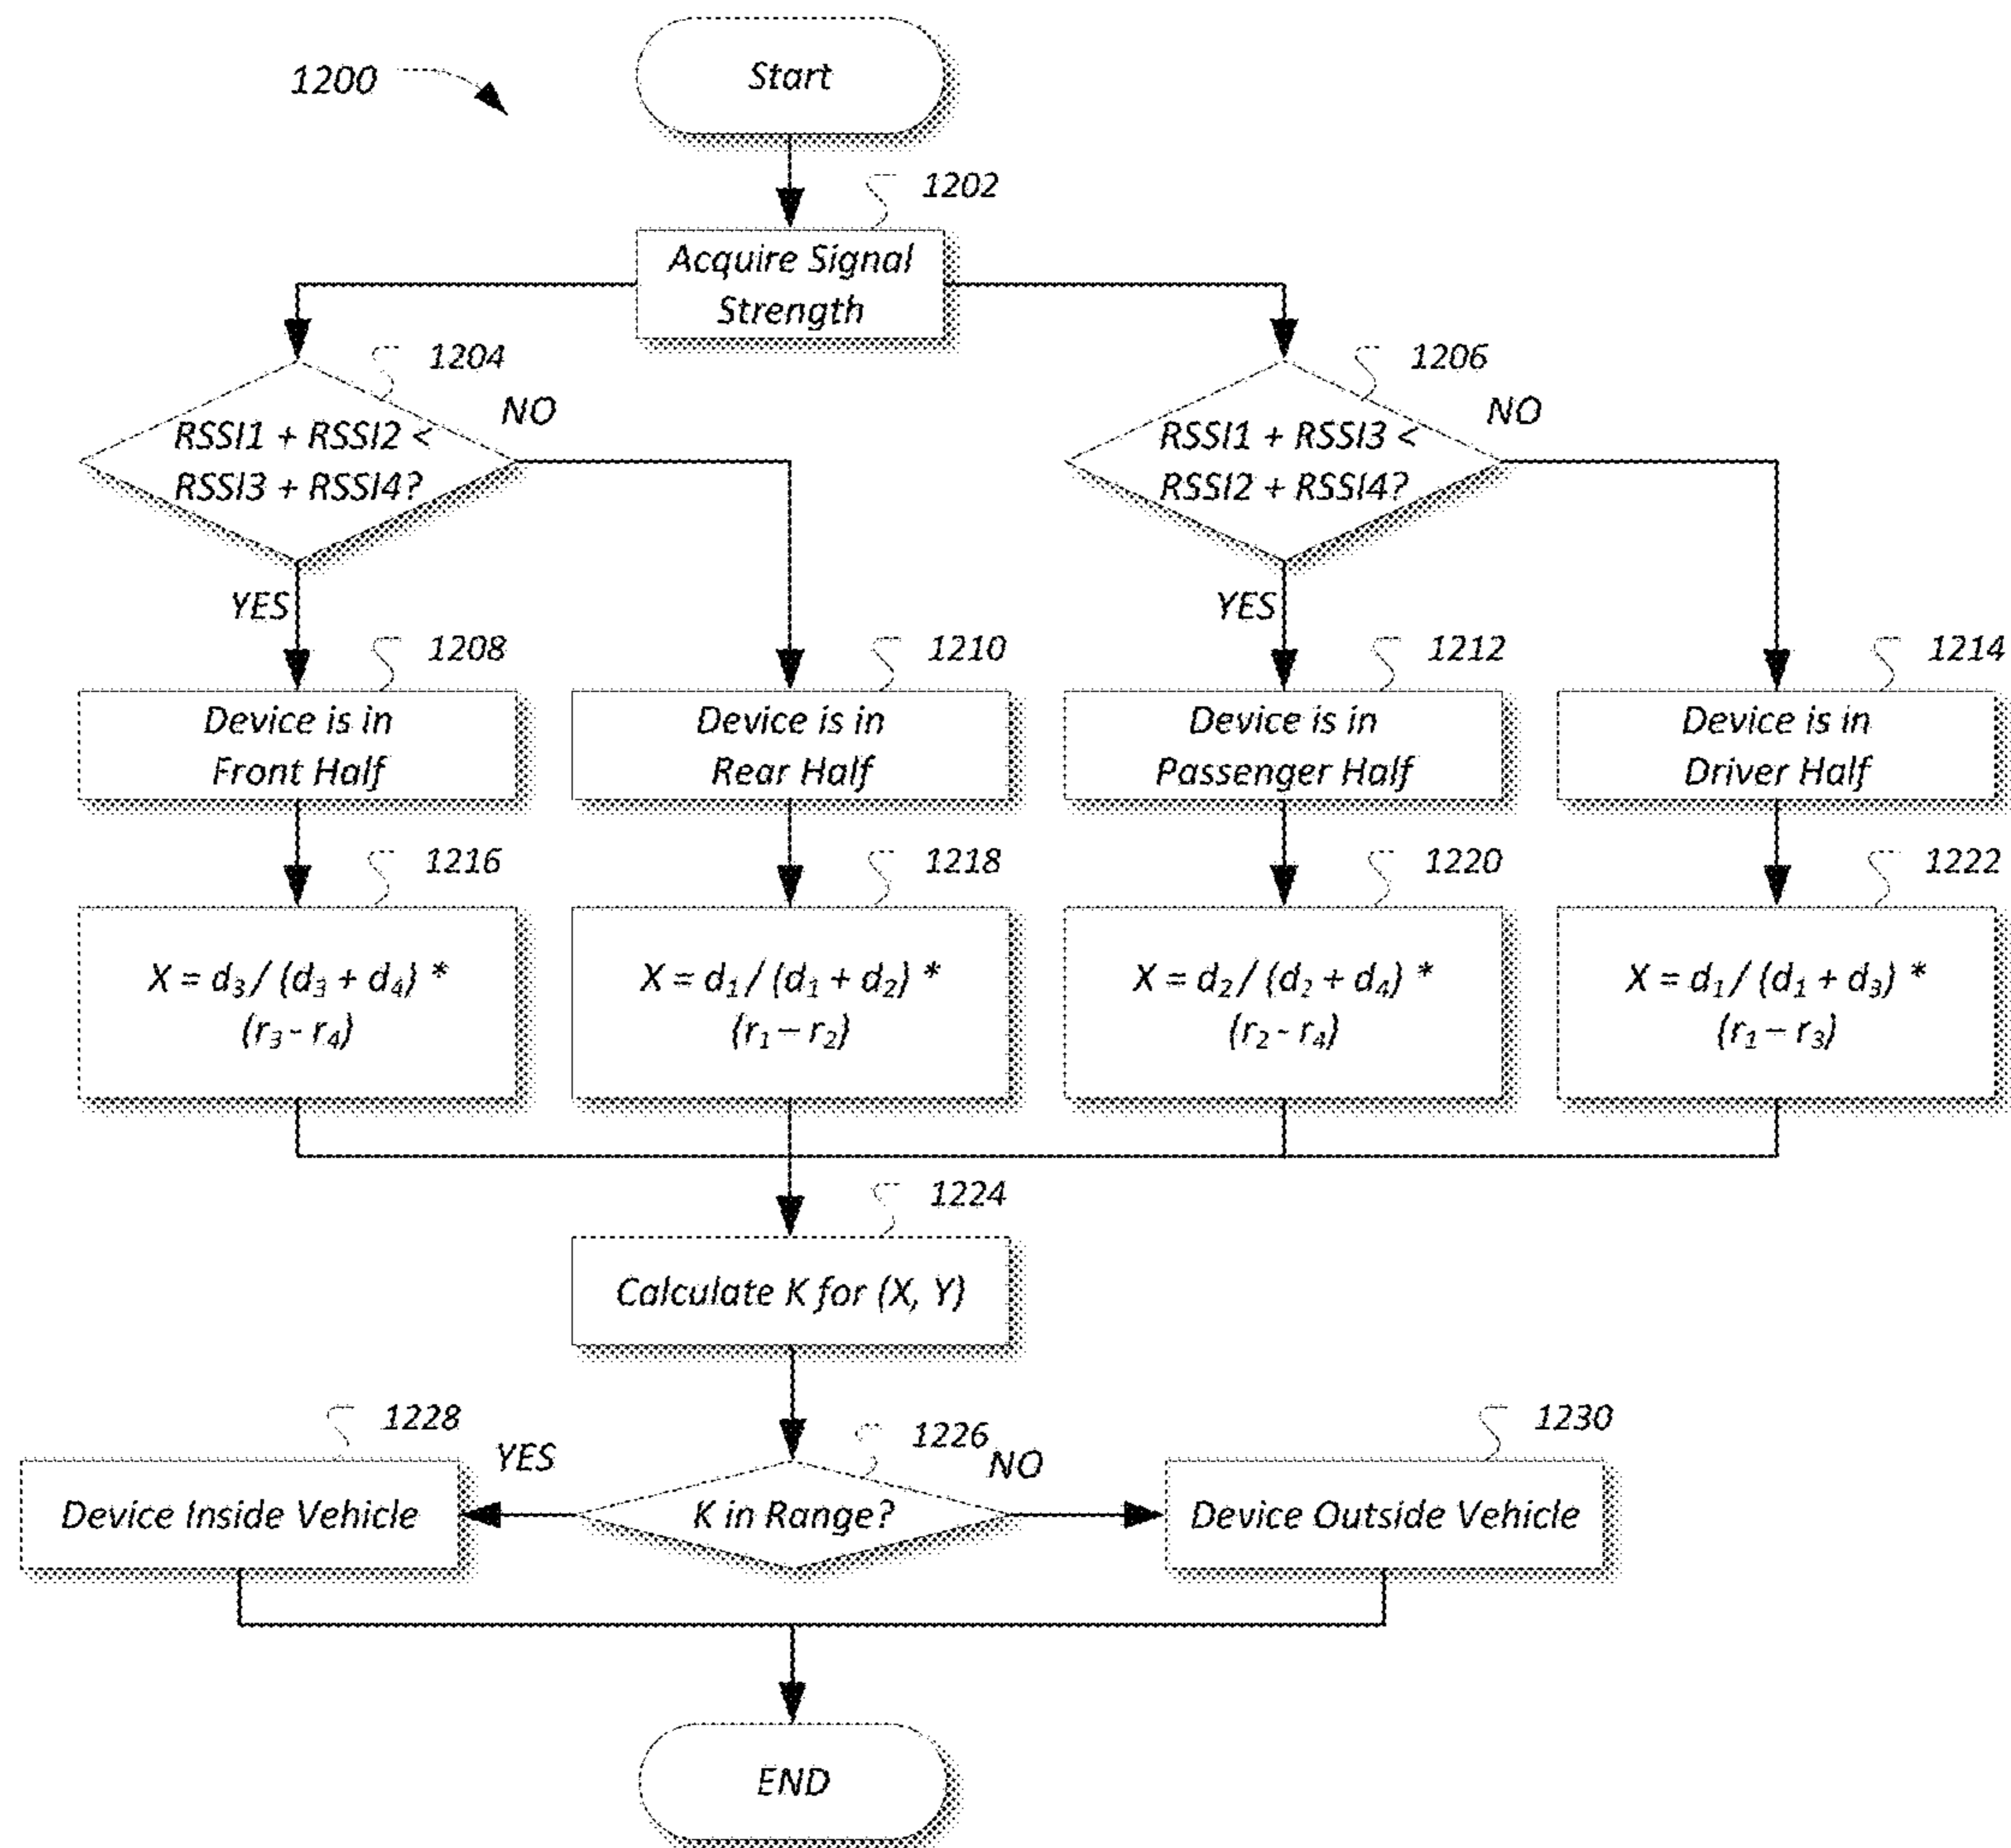 1200
Start
1202
Acquire Signal
Strength
1204
NO
RSSI1 + RSSI2 <
RSSI3 + RSSI4?
YES
1206
NO
RSSI1 + RSSI3 <
RSSI2 + RSSI4?
YES
1208
Device is in
Front Half
1210
Device is in
Rear Half
1212
Device is in
Passenger Half
1214
Device is in
Driver Half
1216
X = d₃ / (d₃ + d₄) *
(r₃ - r₄)
1218
X = d₁ / (d₁ + d₂) *
(r₁ – r₂)
1220
X = d₂ / (d₂ + d₄) *
(r₂ - r₄)
1222
X = d₁ / (d₁ + d₃) *
(r₁ – r₃)
1224
Calculate K for (X, Y)
1228
YES
1226
NO
1230
Device Inside Vehicle
K in Range?
Device Outside Vehicle
END